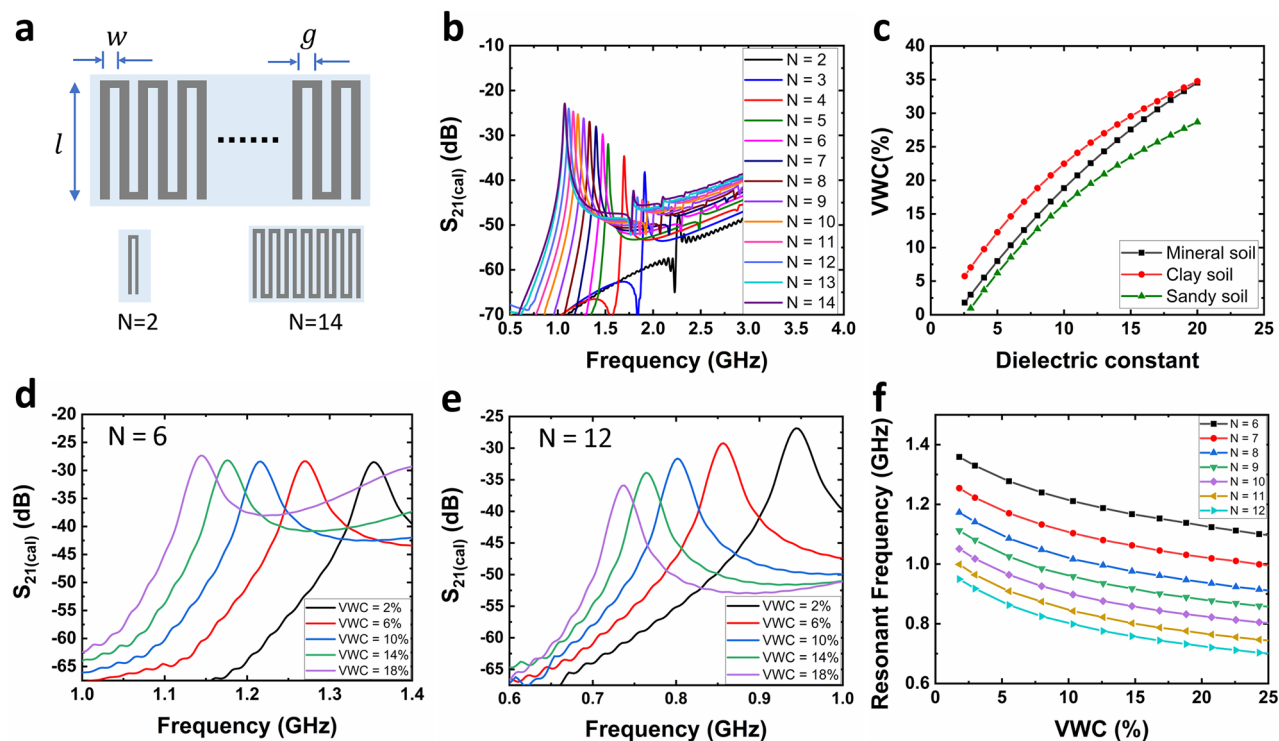 a
w
g
l
......
N=2
N=14
b
S21(cal) (dB)
-10
-20
-30
-40
-50
-60
-70
0.5
1.0
1.5
2.0
2.5
3.0
3.5
4.0
Frequency (GHz)
N = 2
N = 3
N = 4
N = 5
N = 6
N = 7
N = 8
N = 9
N = 10
N = 11
N = 12
N = 13
N = 14
c
VWC(%)
40
35
30
25
20
15
10
5
0
0
5
10
15
20
25
Dielectric constant
Mineral soil
Clay soil
Sandy soil
d
N = 6
S21(cal) (dB)
-20
-25
-30
-35
-40
-45
-50
-55
-60
-65
1.0
1.1
1.2
1.3
1.4
Frequency (GHz)
VWC = 2%
VWC = 6%
VWC = 10%
VWC = 14%
VWC = 18%
e
N = 12
S21(cal) (dB)
-25
-30
-35
-40
-45
-50
-55
-60
-65
0.6
0.7
0.8
0.9
1.0
Frequency (GHz)
VWC = 2%
VWC = 6%
VWC = 10%
VWC = 14%
VWC = 18%
f
Resonant Frequency (GHz)
1.4
1.2
1.0
0.8
0.6
0
5
10
15
20
25
VWC (%)
N = 6
N = 7
N = 8
N = 9
N = 10
N = 11
N = 12